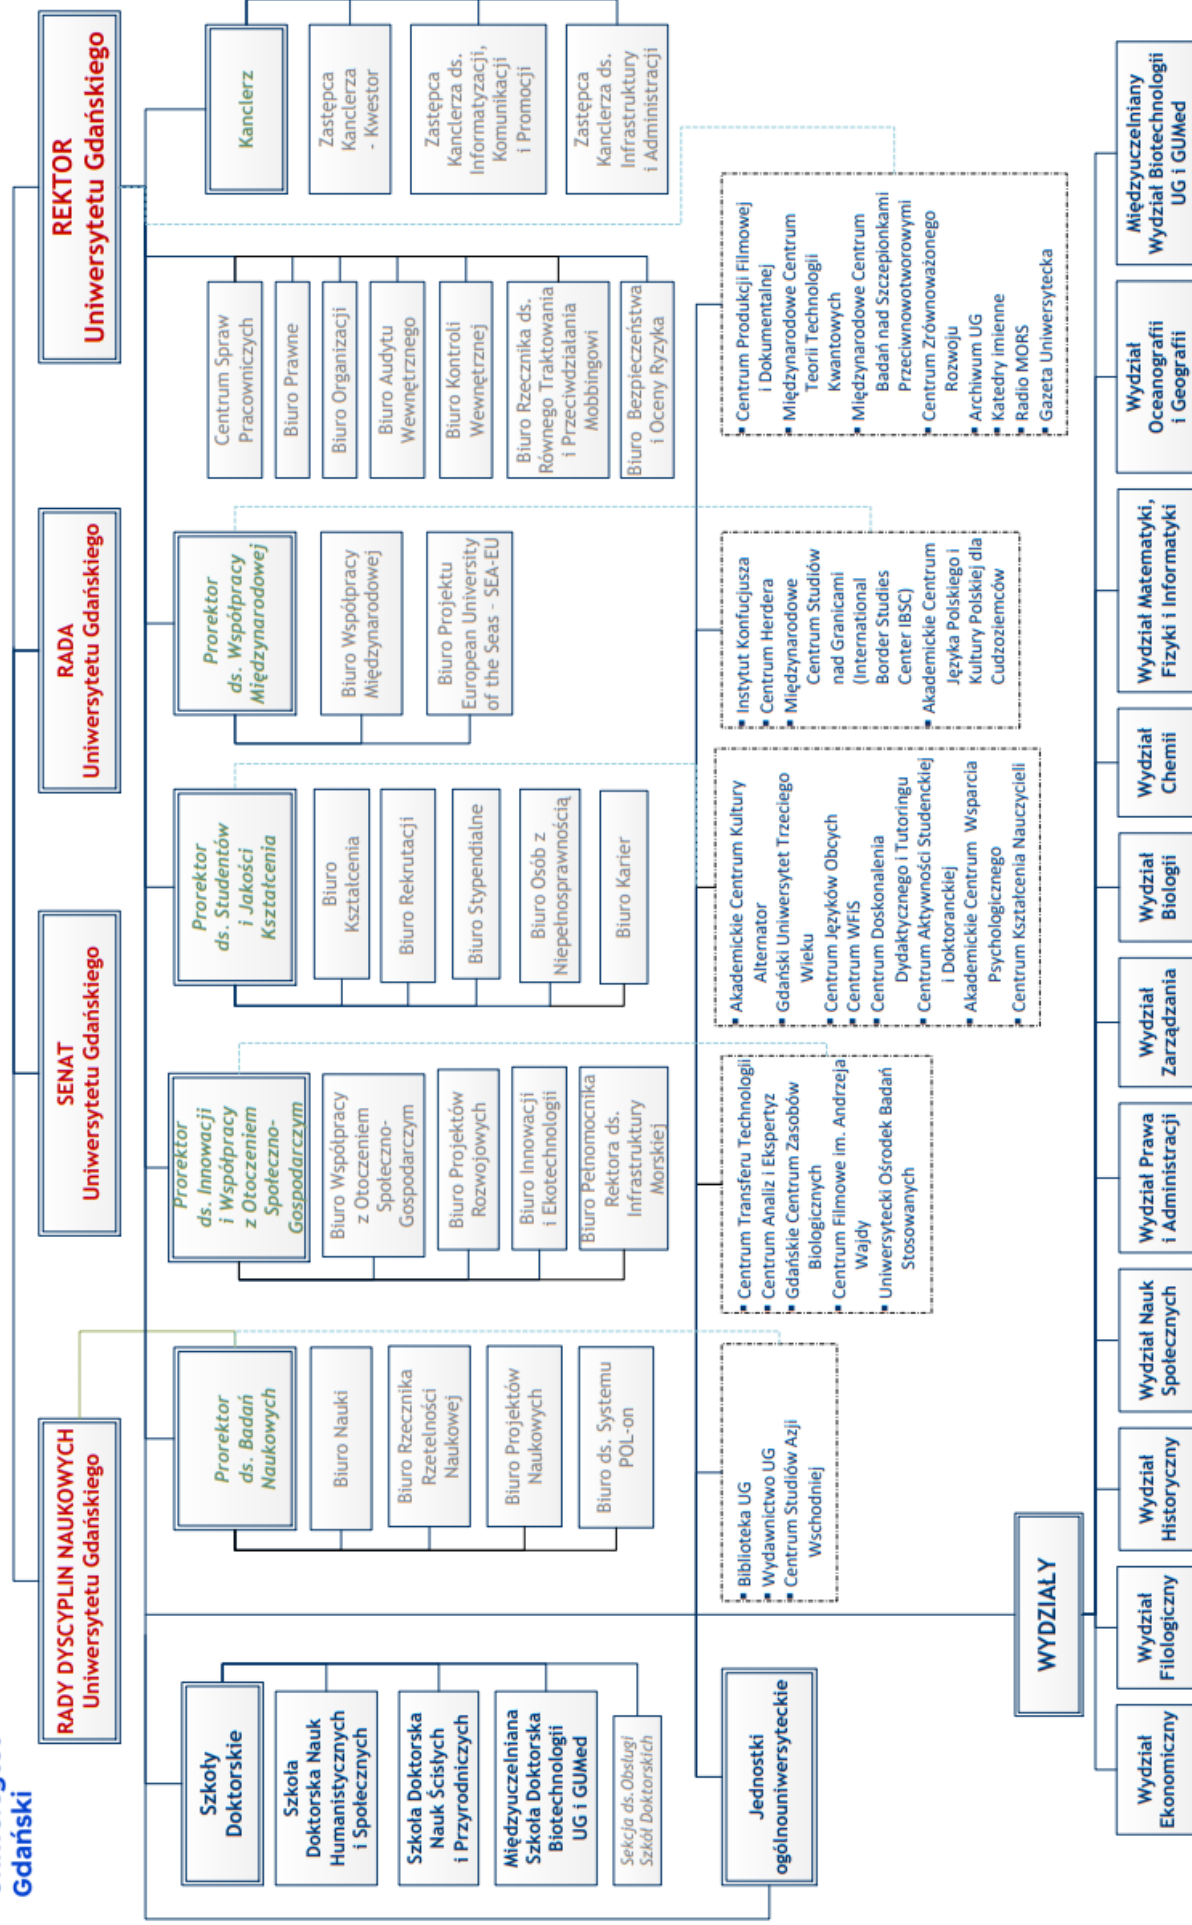 Gdański
RADY DYSCYPLIN NAUKOWYCH
Uniwersytetu Gdańskiego
SENAT
Uniwersytetu Gdańskiego
RADA
Uniwersytetu Gdańskiego
REKTOR
Uniwersytetu Gdańskiego
Szkoły
Doktorskie
Szkoła
Doktorska Nauk
Humanistycznych
i Społecznych
Szkoła Doktorska
Nauk Ścisłych
i Przyrodniczych
Międzyuczelniana
Szkoła Doktorska
Biotechnologii
UG i GUMed
Sekcja ds.Obsługi
Szkół Doktorskich
Prorektor
ds. Badań
Naukowych
Biuro Nauki
Biuro Rzecznika
Rzetelności
Naukowej
Biuro Projektów
Naukowych
Biuro ds. Systemu
POL-on
Prorektor
ds. Innowacji
i Współpracy
z Otoczeniem
Społeczno-
Gospodarczym
Biuro Współpracy
z Otoczeniem
Społeczno-
Gospodarczym
Biuro Projektów
Rozwojowych
Biuro Innowacji
i Ekotechnologii
Biuro Pełnomocnika
Rektora ds.
Infrastruktury
Morskiej
Prorektor
ds. Studentów
i Jakości
Kształcenia
Biuro
Kształcenia
Biuro Rekrutacji
Biuro Stypendialne
Biuro Osób z
Niepełnosprawnością
Biuro Karier
Prorektor
ds. Współpracy
Międzynarodowej
Biuro Współpracy
Międzynarodowej
Biuro Projektu
European University
of the Seas - SEA-EU
Centrum Spraw
Pracowniczych
Biuro Prawne
Biuro Organizacji
Biuro Audytu
Wewnętrznego
Biuro Kontroli
Wewnętrznej
Biuro Rzecznika ds.
Równego Traktowania
i Przeciwdziałania
Mobbingowi
Biuro Bezpieczeństwa
i Oceny Ryzyka
Kanclerz
Zastępca
Kanclerza
- Kwestor
Zastępca
Kanclerza ds.
Informatyzacji,
Komunikacji
i Promocji
Zastępca
Kanclerza ds.
Infrastruktury
i Administracji
Jednostki
ogólnouniwersyteckie
▪ Biblioteka UG
▪ Wydawnictwo UG
▪ Centrum Studiów Azji
Wschodniej
▪ Centrum Transferu Technologii
▪ Centrum Analiz i Ekspertyz
▪ Gdańskie Centrum Zasobów
Biologicznych
▪ Centrum Filmowe im. Andrzeja
Wajdy
▪ Uniwersytecki Ośrodek Badań
Stosowanych
▪ Akademickie Centrum Kultury
Alternator
▪ Gdański Uniwersytet Trzeciego
Wieku
▪ Centrum Języków Obcych
▪ Centrum WFiS
▪ Centrum Doskonalenia
Dydaktycznego i Tutoringu
▪ Centrum Aktywności Studenckiej
i Doktoranckiej
▪ Akademickie Centrum Wsparcia
Psychologicznego
▪ Centrum Kształcenia Nauczycieli
▪ Instytut Konfucjusza
▪ Centrum Herdera
▪ Międzynarodowe
Centrum Studiów
nad Granicami
(International
Border Studies
Center IBSC)
▪ Akademickie Centrum
Języka Polskiego i
Kultury Polskiej dla
Cudzoziemców
▪ Centrum Produkcji Filmowej
i Dokumentalnej
▪ Międzynarodowe Centrum
Teorii Technologii
Kwantowych
▪ Międzynarodowe Centrum
Badań nad Szczepionkami
Przeciwnowotworowymi
▪ Centrum Zrównoważonego
Rozwoju
▪ Archiwum UG
▪ Katedry imienne
▪ Radio MORS
▪ Gazeta Uniwersytecka
WYDZIAŁY
Wydział
Ekonomiczny
Wydział
Filologiczny
Wydział
Historyczny
Wydział Nauk
Społecznych
Wydział Prawa
i Administracji
Wydział
Zarządzania
Wydział
Biologii
Wydział
Chemii
Wydział Matematyki,
Fizyki i Informatyki
Wydział
Oceanografii
i Geografii
Międzyuczelniany
Wydział Biotechnologii
UG i GUMed